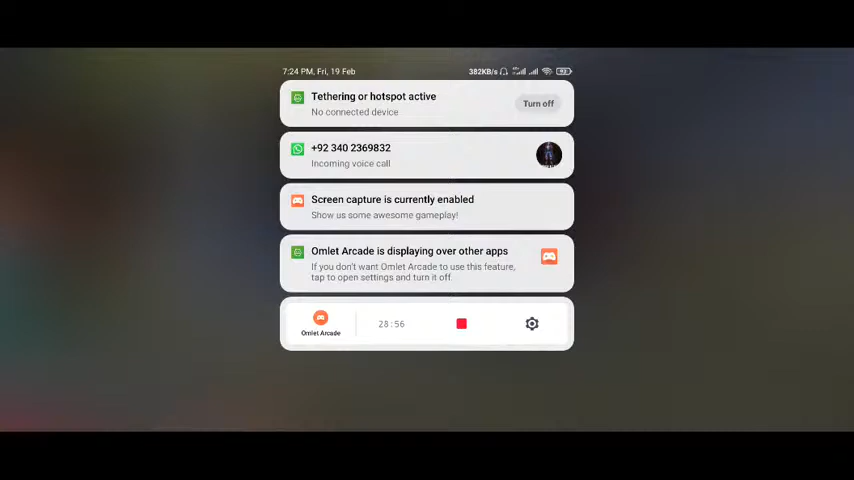 7:24 PM, Fri, 19 Feb 382KB/s
Tethering or hotspot active
No connected device
Turn off
+92 340 2369832
Incoming voice call
Screen capture is currently enabled
Show us some awesome gameplay!
Omlet Arcade is displaying over other apps
If you don't want Omlet Arcade to use this feature,
tap to open settings and turn it off.
Omlet Arcade
28:56